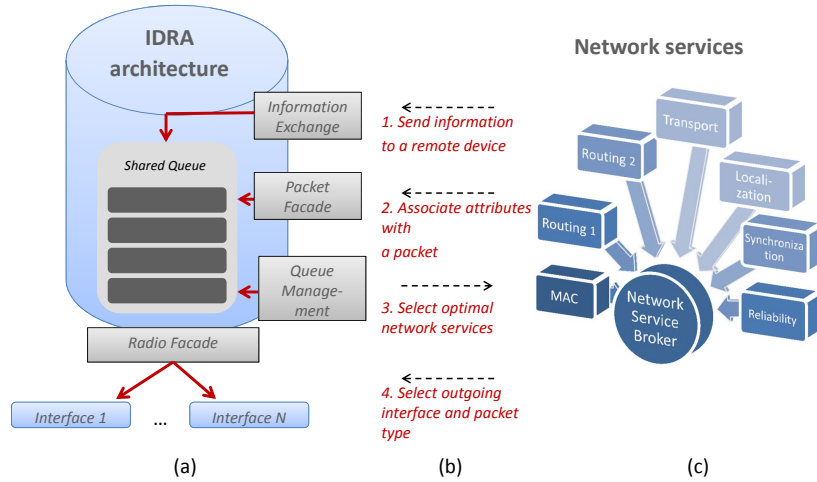 IDRA
architecture
Information
Exchange
Shared Queue
Packet
Facade
Queue
Manage-
ment
Radio Facade
Interface 1
...
Interface N
(a)
1. Send information
to a remote device
2. Associate attributes
with
a packet
3. Select optimal
network services
4. Select outgoing
interface and packet
type
(b)
Network services
Transport
Routing 2
Locali-
zation
Routing 1
Synchroniza
tion
MAC
Network
Service
Broker
Reliability
(c)